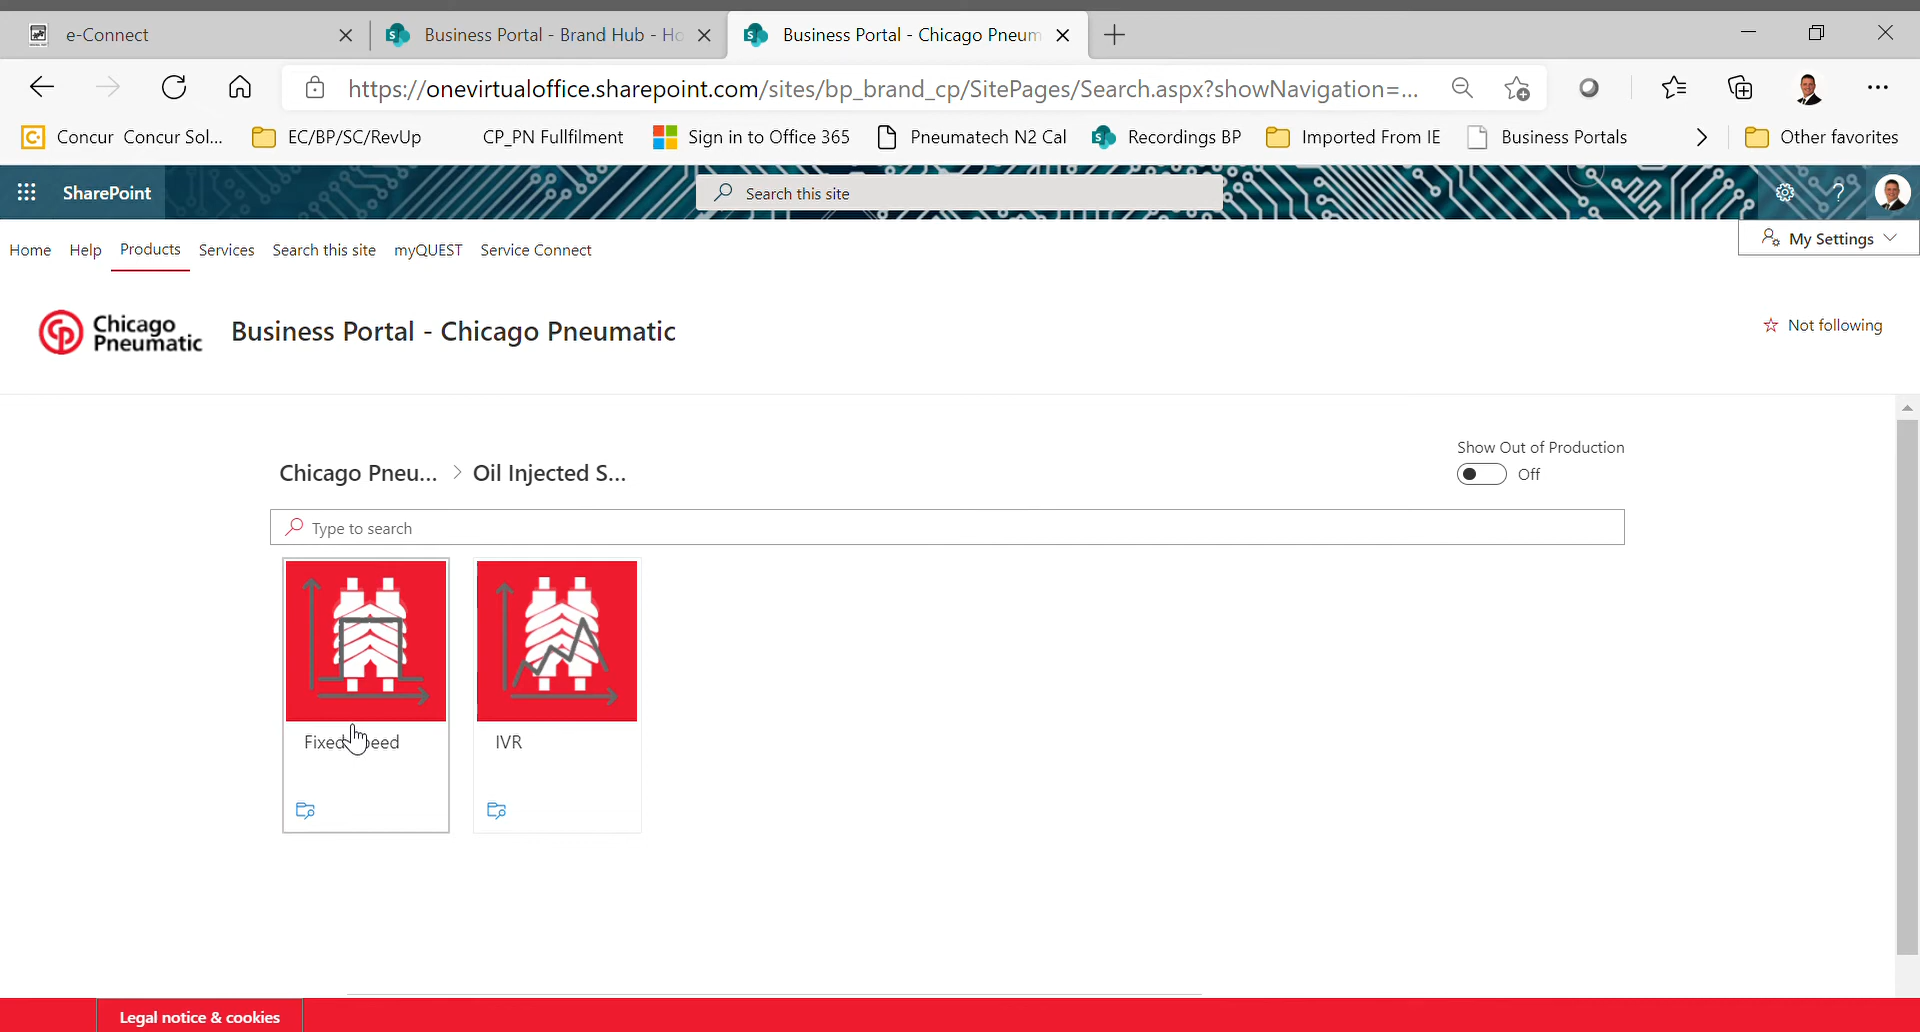 e-Connect
Business Portal - Brand Hub - Ho
Business Portal - Chicago Pneum
https://onevirtualoffice.sharepoint.com/sites/bp_brand_cp/SitePages/Search.aspx?showNavigation=...
Concur Concur Sol...
EC/BP/SC/RevUp
CP_PN Fullfilment
Sign in to Office 365
Pneumatech N2 Cal
Recordings BP
Imported From IE
Business Portals
Other favorites
SharePoint
Search this site
Home
Help
Products
Services
Search this site
myQUEST
Service Connect
My Settings
Chicago
Pneumatic
Business Portal - Chicago Pneumatic
Not following
Show Out of Production
Off
Chicago Pneu... > Oil Injected S...
Type to search
Fixed Speed
IVR
Legal notice & cookies